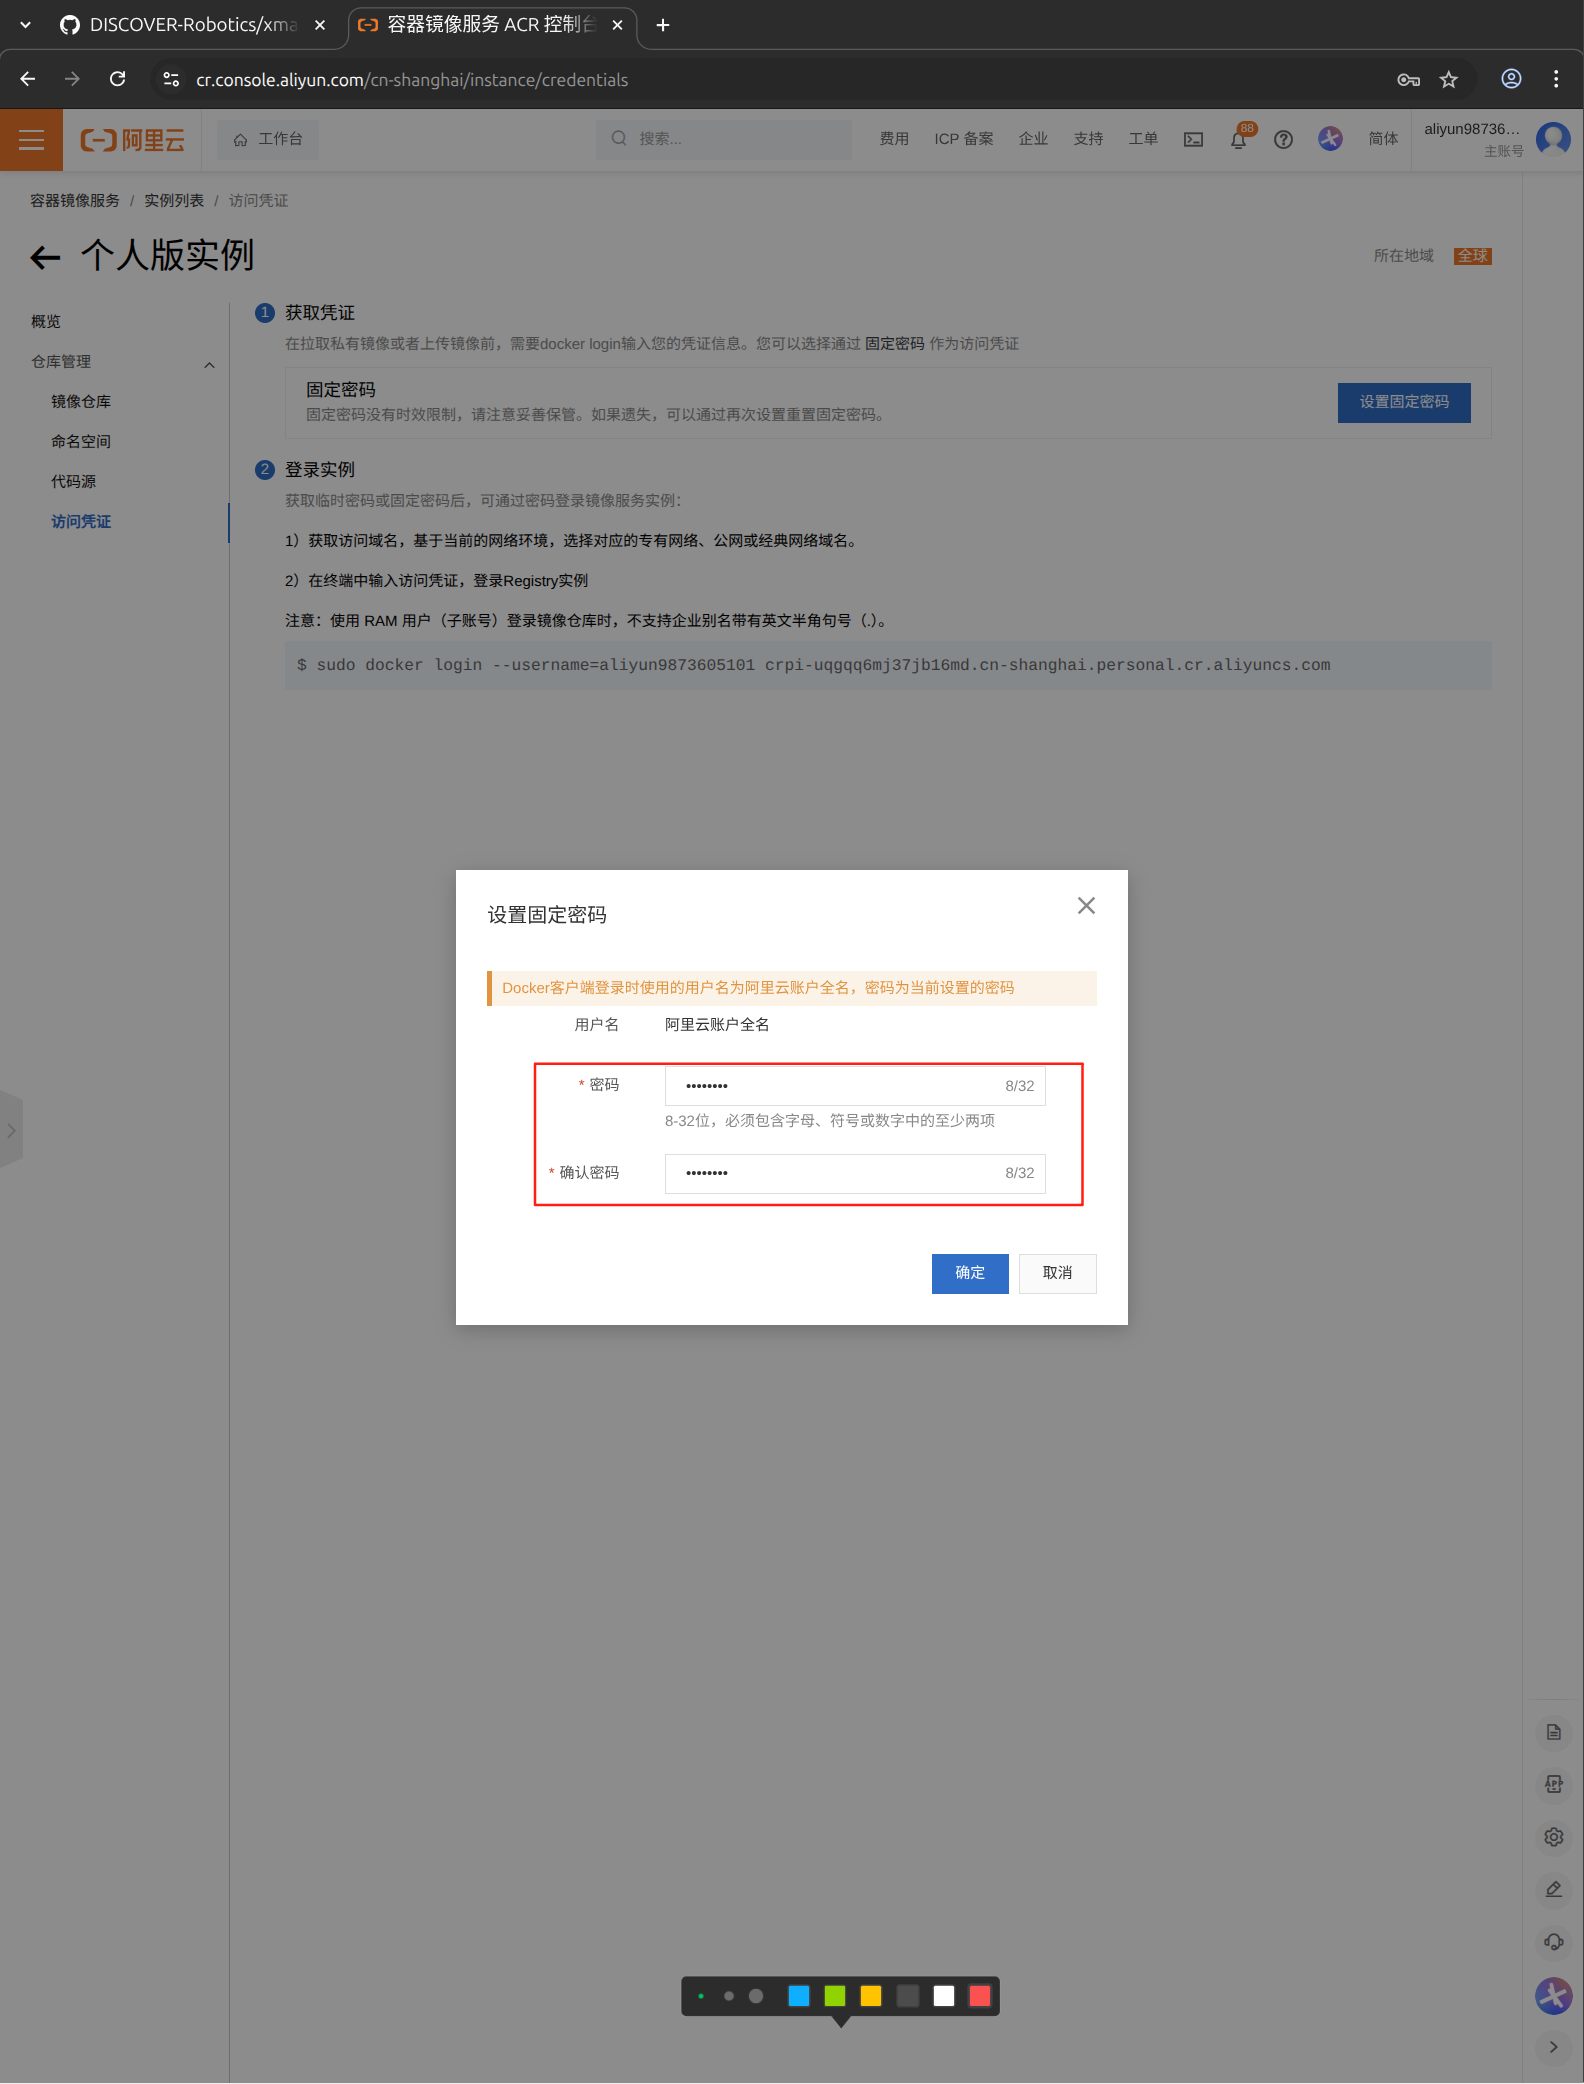 DISCOVER-Robotics/xma
容器镜像服务 ACR 控制台
cr.console.aliyun.com/cn-shanghai/instance/credentials
阿里云
工作台
搜索...
费用
ICP 备案
企业
支持
工单
88
简体
aliyun98736...
主账号
容器镜像服务 / 实例列表 / 访问凭证
个人版实例
所在地域 全球
概览
仓库管理
镜像仓库
命名空间
代码源
访问凭证
1 获取凭证
在拉取私有镜像或者上传镜像前，需要docker login输入您的凭证信息。您可以选择通过 固定密码 作为访问凭证
固定密码
固定密码没有时效限制，请注意妥善保管。如果遗失，可以通过再次设置重置固定密码。
设置固定密码
2 登录实例
获取临时密码或固定密码后，可通过密码登录镜像服务实例：
1）获取访问域名，基于当前的网络环境，选择对应的专有网络、公网或经典网络域名。
2）在终端中输入访问凭证，登录Registry实例
注意：使用 RAM 用户（子账号）登录镜像仓库时，不支持企业别名带有英文半角句号（.）。
$ sudo docker login --username=aliyun9873605101 crpi-uqgqq6mj37jb16md.cn-shanghai.personal.cr.aliyuncs.com
设置固定密码
Docker客户端登录时使用的用户名为阿里云账户全名，密码为当前设置的密码
用户名 阿里云账户全名
* 密码 •••••••• 8/32
8-32位，必须包含字母、符号或数字中的至少两项
* 确认密码 •••••••• 8/32
确定
取消
APP